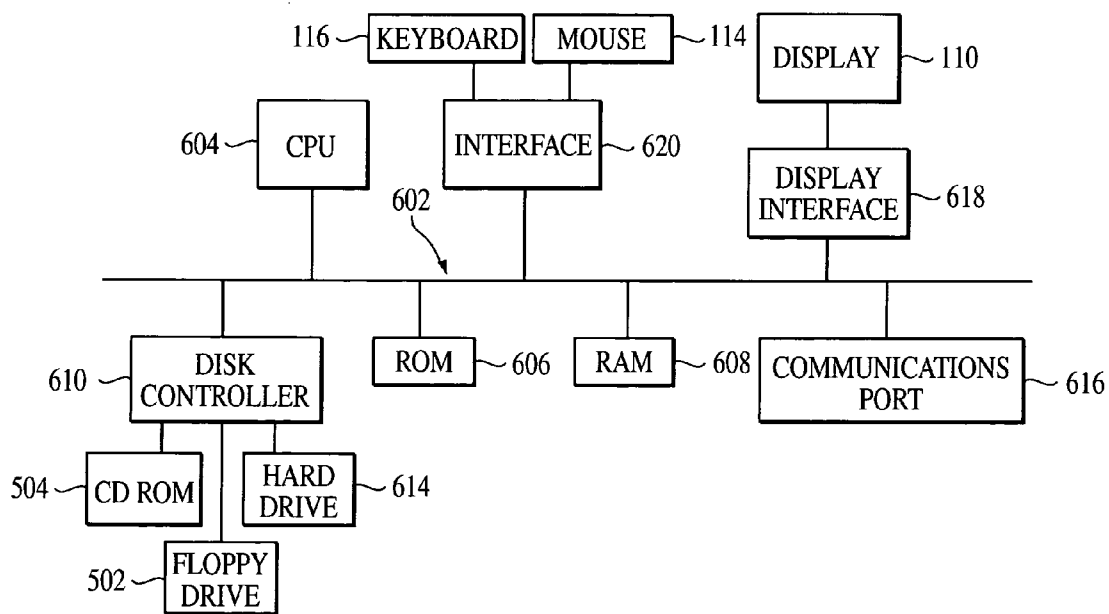 116
KEYBOARD
MOUSE
114
DISPLAY
110
604
CPU
INTERFACE
620
DISPLAY
INTERFACE
618
602
610
DISK
CONTROLLER
ROM
606
RAM
608
COMMUNICATIONS
PORT
616
504
CD ROM
HARD
DRIVE
614
502
FLOPPY
DRIVE